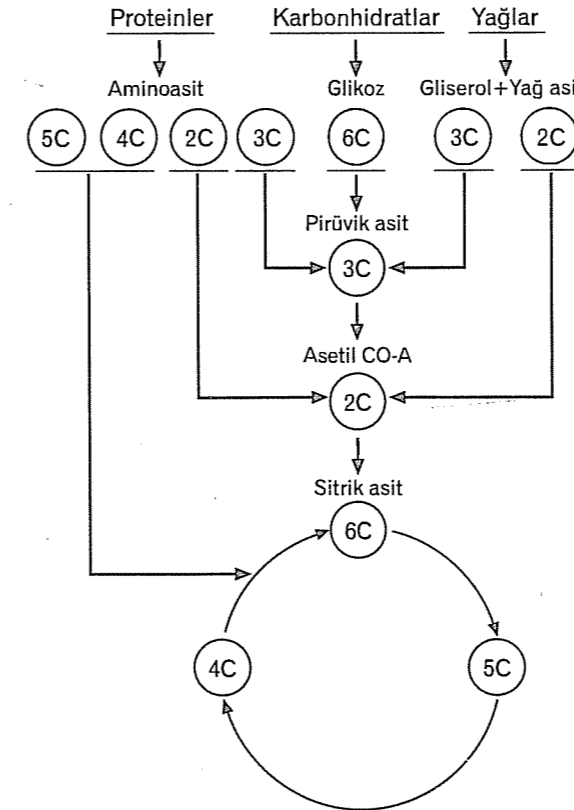 Proteinler Karbonhidratlar Yağlar
Aminoasit Glikoz Gliserol+Yağ asi
5C 4C 2C 3C 6C 3C 2C
Pirüvik asit
3C
Asetil CO-A
2C
Sitrik asit
6C
4C 5C